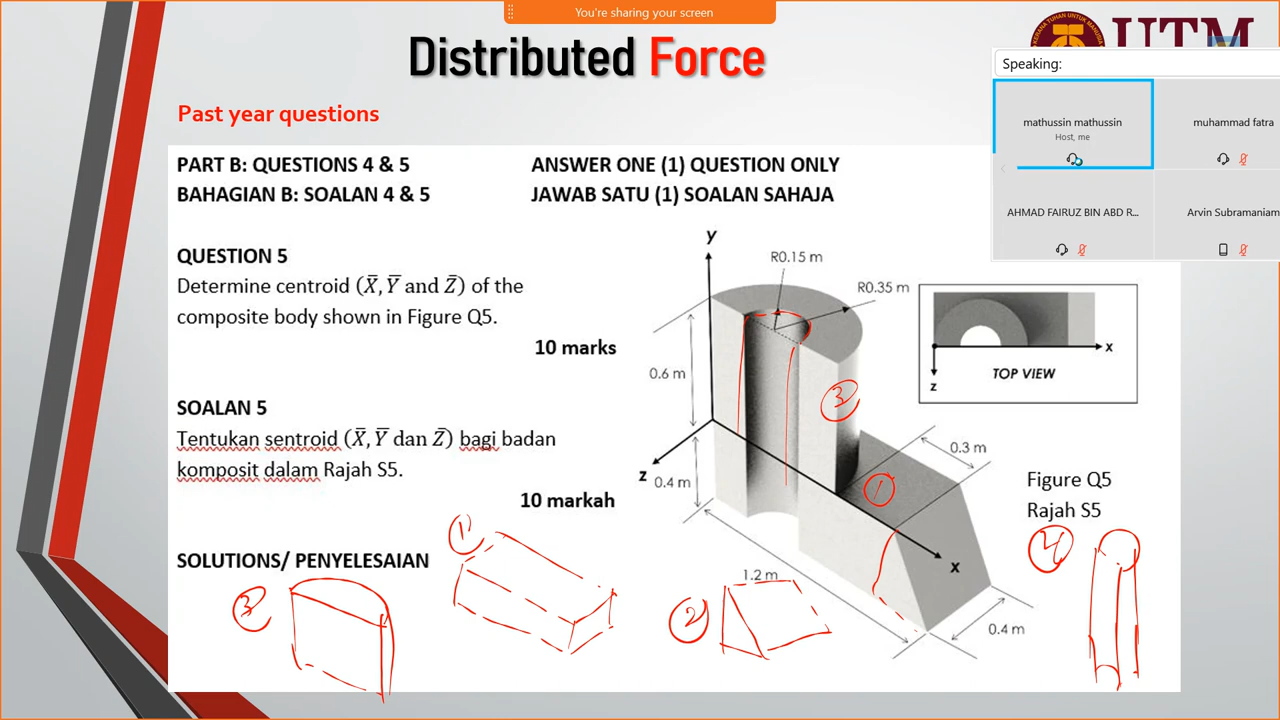 You're sharing your screen
Distributed Force
UTM
Speaking:
mathussin mathussin
Host, me
muhammad fatra
AHMAD FAIRUZ BIN ABD R...
Arvin Subramaniam
Past year questions
PART B: QUESTIONS 4 & 5 ANSWER ONE (1) QUESTION ONLY
BAHAGIAN B: SOALAN 4 & 5 JAWAB SATU (1) SOALAN SAHAJA
QUESTION 5
Determine centroid (X̄, Ȳ and Z̄) of the
composite body shown in Figure Q5.
10 marks
SOALAN 5
Tentukan sentroid (X̄, Ȳ dan Z̄) bagi badan
komposit dalam Rajah S5.
10 markah
SOLUTIONS/ PENYELESAIAN
y
R0.15 m
R0.35 m
0.6 m
3
z
0.4 m
1
0.3 m
x
1.2 m
0.4 m
x
z
TOP VIEW
Figure Q5
Rajah S5
3
1
2
4